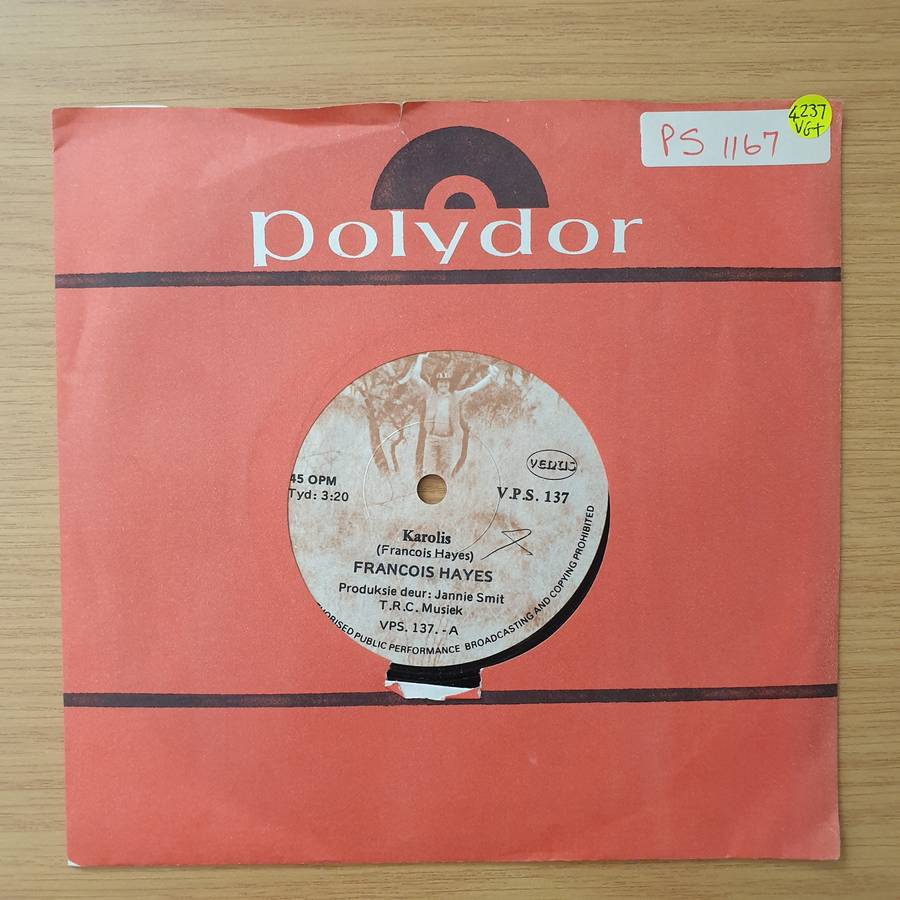 4237
VG+
PS 1167
Polydor
venus
45 OPM
Tyd: 3:20
V.P.S. 137
Karolis
(Francois Hayes)
FRANCOIS HAYES
Produksie deur: Jannie Smit
T.R.C. Musiek
VPS. 137. - A
PUBLIC PERFORMANCE BROADCASTING AND COPYING PROHIBITED